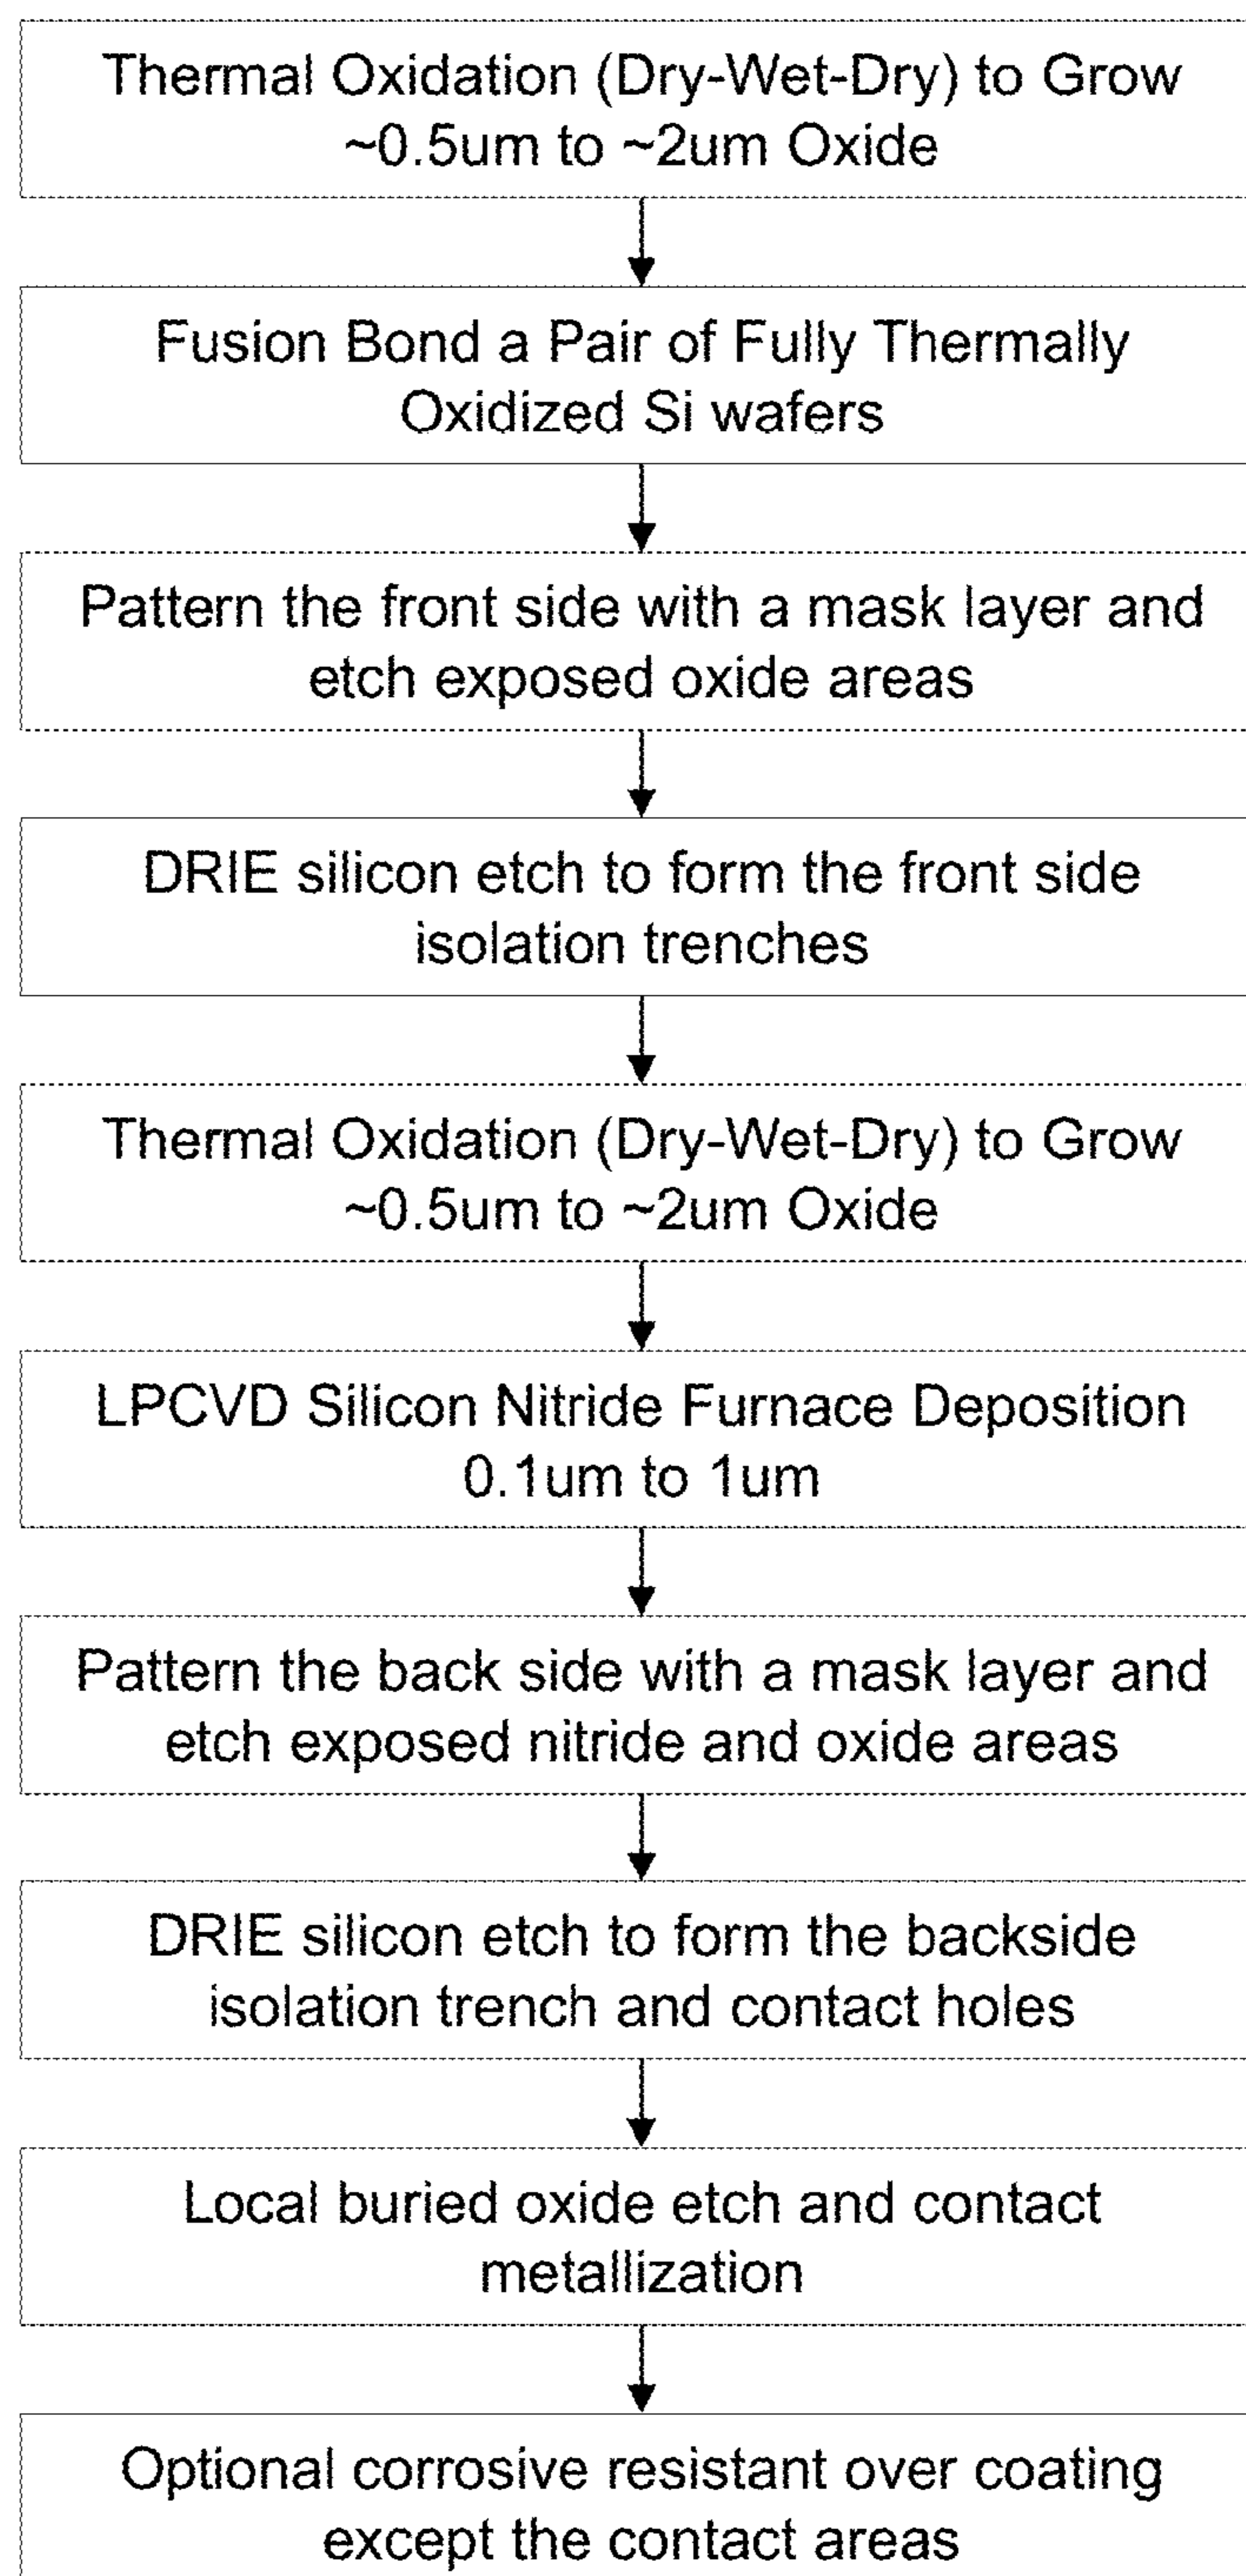 Thermal Oxidation (Dry-Wet-Dry) to Grow
~0.5um to ~2um Oxide
Fusion Bond a Pair of Fully Thermally
Oxidized Si wafers
Pattern the front side with a mask layer and
etch exposed oxide areas
DRIE silicon etch to form the front side
isolation trenches
Thermal Oxidation (Dry-Wet-Dry) to Grow
~0.5um to ~2um Oxide
LPCVD Silicon Nitride Furnace Deposition
0.1um to 1um
Pattern the back side with a mask layer and
etch exposed nitride and oxide areas
DRIE silicon etch to form the backside
isolation trench and contact holes
Local buried oxide etch and contact
metallization
Optional corrosive resistant over coating
except the contact areas